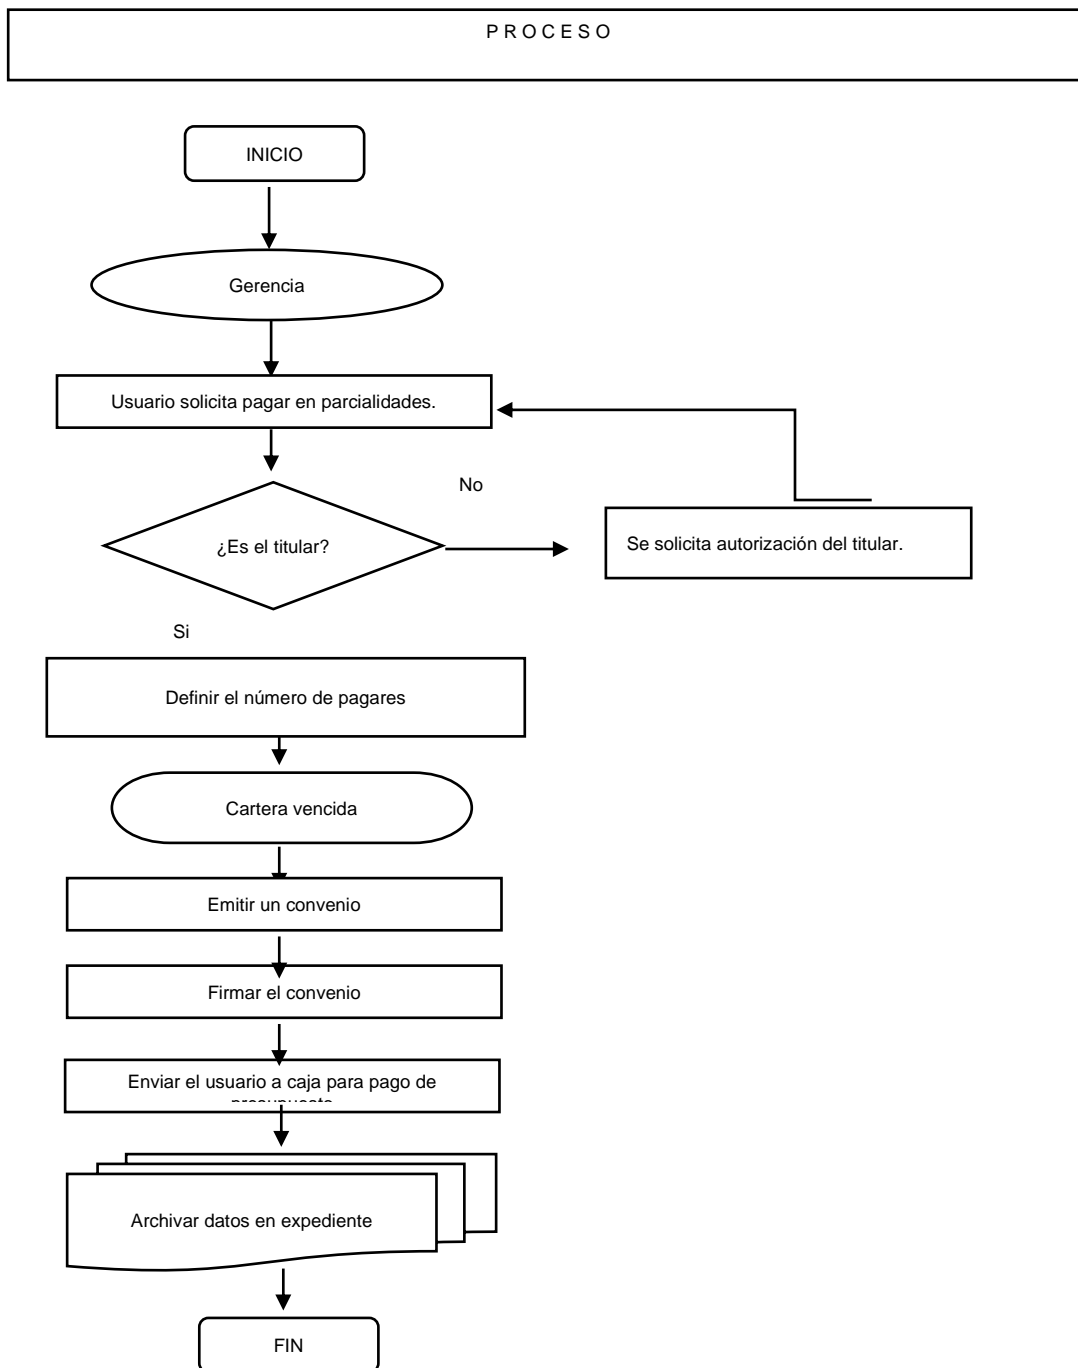 P R O C E S O
INICIO
Gerencia
Usuario solicita pagar en parcialidades.
No
¿Es el titular?
Se solicita autorización del titular.
Si
Definir el número de pagares
Cartera vencida
Emitir un convenio
Firmar el convenio
Enviar el usuario a caja para pago de
Archivar datos en expediente
FIN